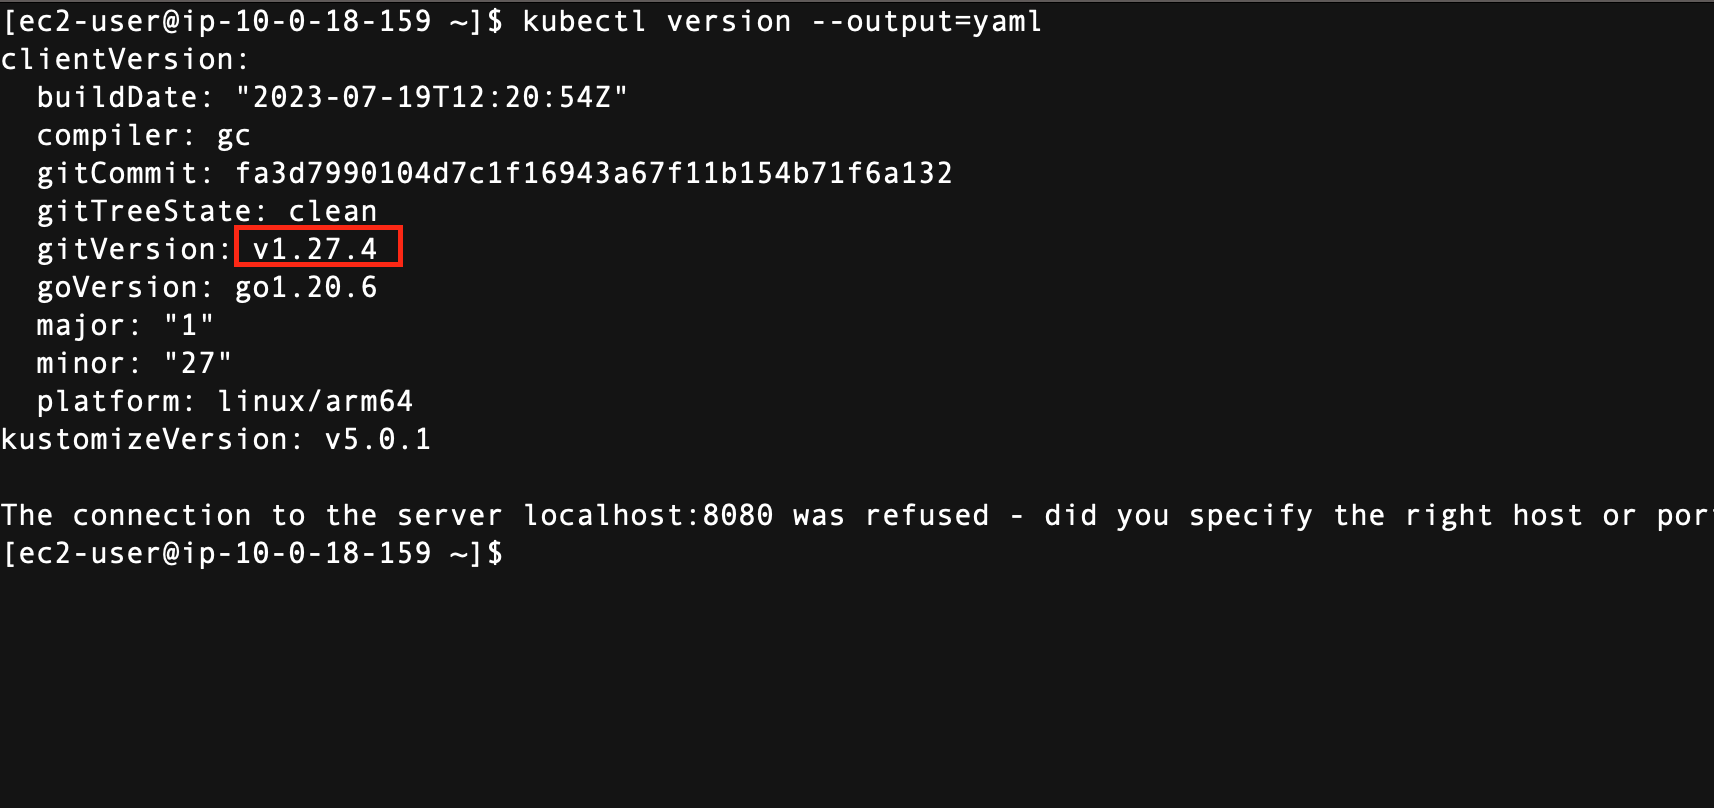 [ec2-user@ip-10-0-18-159 ~]$ kubectl version --output=yaml
clientVersion:
  buildDate: "2023-07-19T12:20:54Z"
  compiler: gc
  gitCommit: fa3d7990104d7c1f16943a67f11b154b71f6a132
  gitTreeState: clean
  gitVersion: v1.27.4
  goVersion: go1.20.6
  major: "1"
  minor: "27"
  platform: linux/arm64
kustomizeVersion: v5.0.1
The connection to the server localhost:8080 was refused - did you specify the right host or por
[ec2-user@ip-10-0-18-159 ~]$